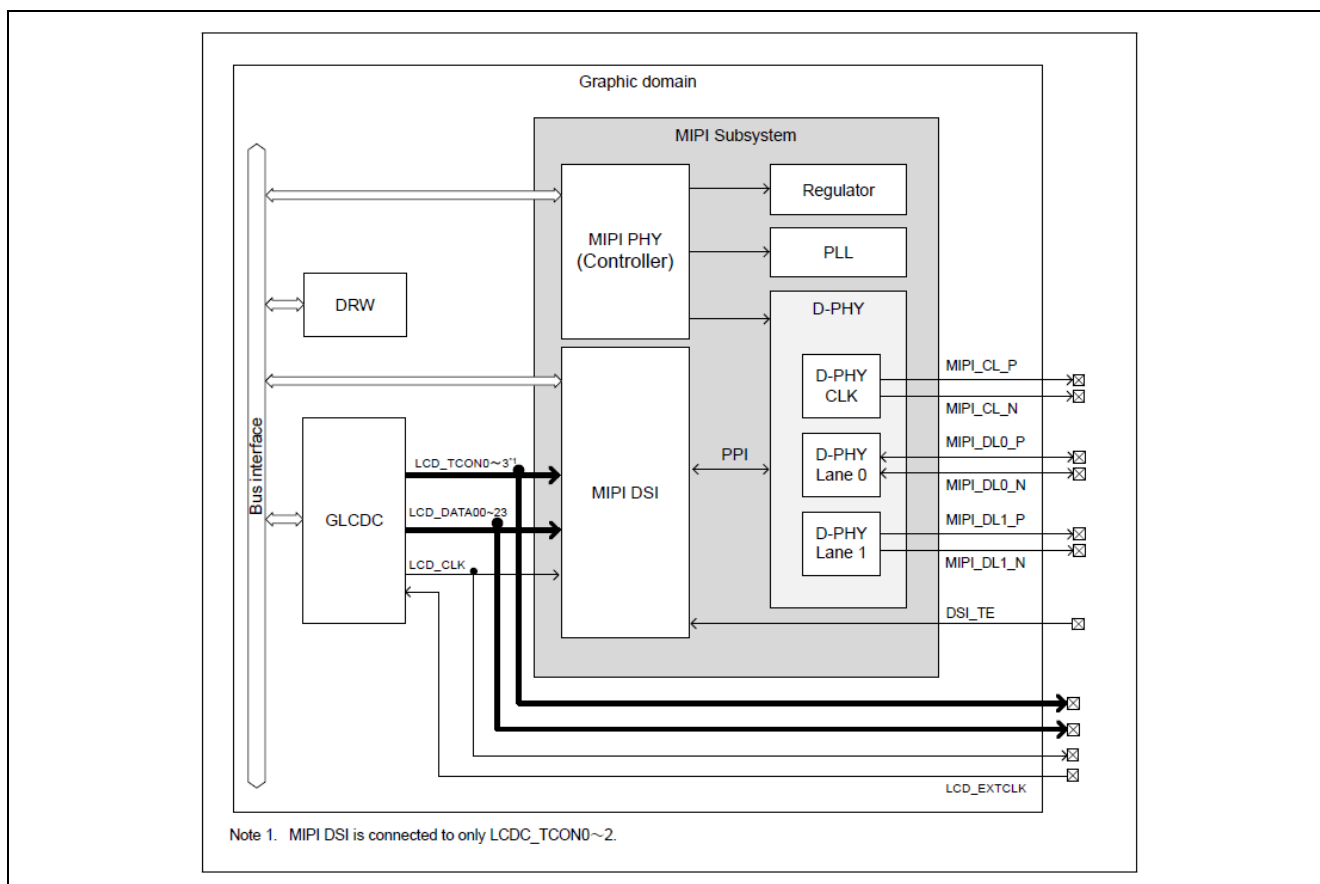 Graphic domain
MIPI Subsystem
Bus interface
MIPI PHY
(Controller)
Regulator
PLL
DRW
D-PHY
D-PHY
CLK
MIPI_CL_P
MIPI_CL_N
D-PHY
Lane 0
MIPI_DL0_P
MIPI_DL0_N
D-PHY
Lane 1
MIPI_DL1_P
MIPI_DL1_N
PPI
MIPI DSI
GLCDC
LCD_TCON0～3*1
LCD_DATA00~23
LCD_CLK
DSI_TE
LCD_EXTCLK
Note 1. MIPI DSI is connected to only LCDC_TCON0～2.